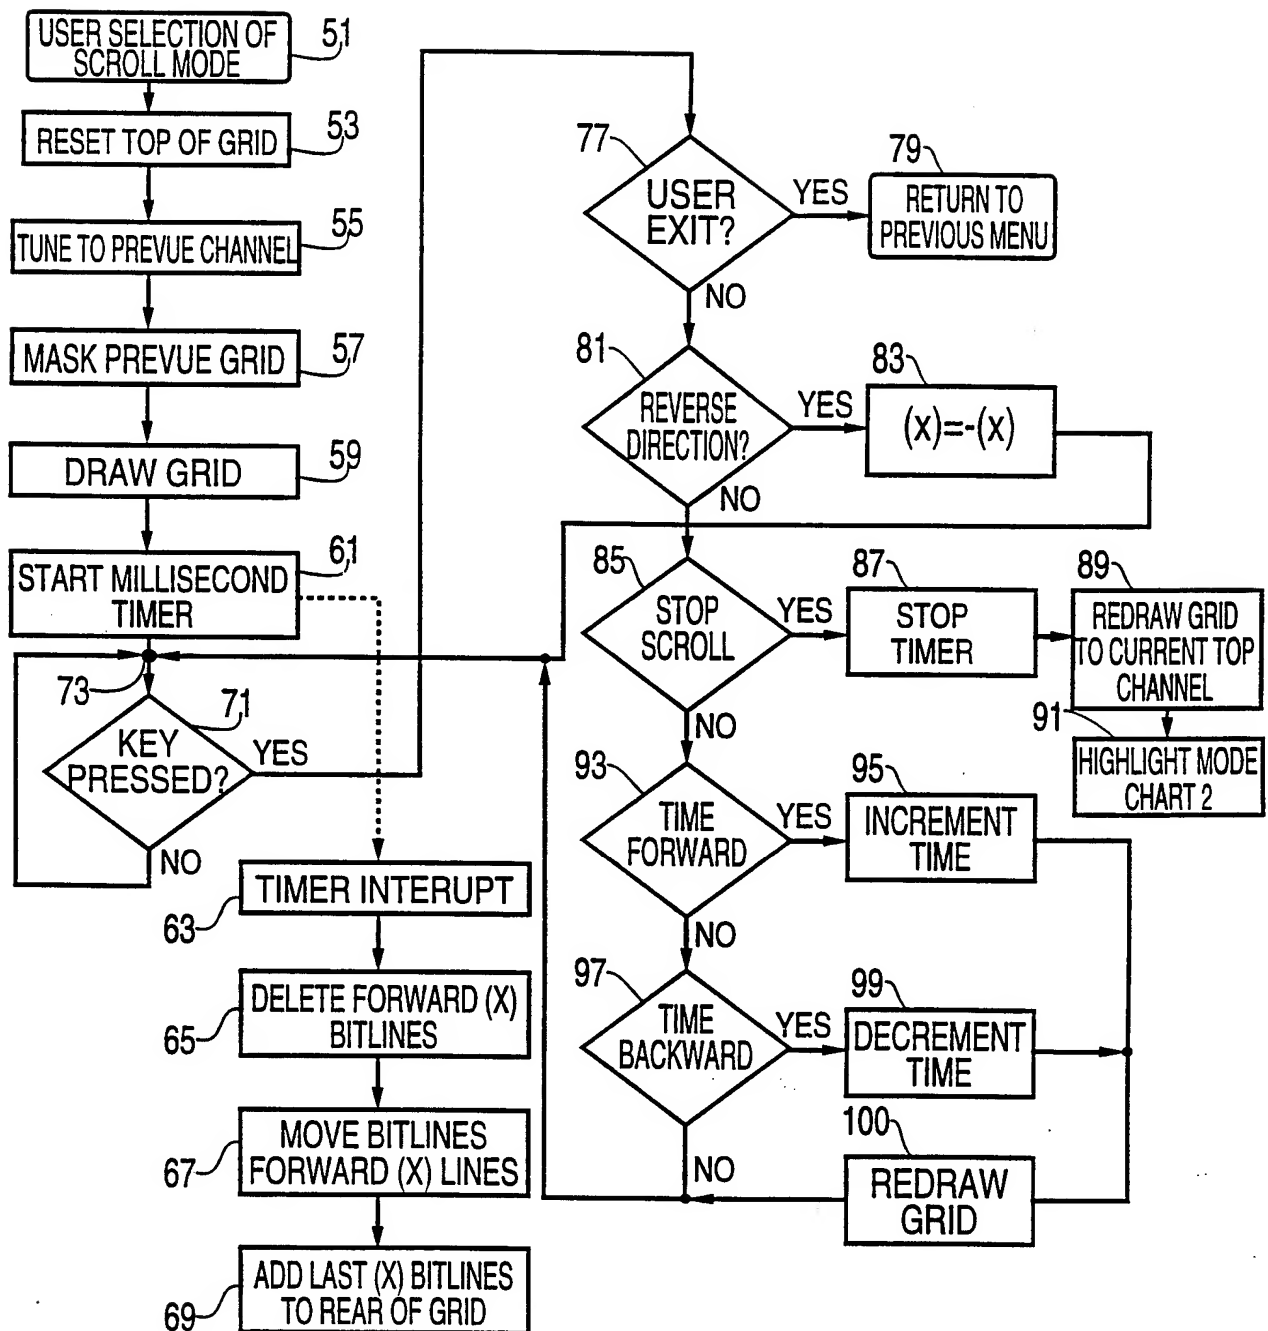 USER SELECTION OF
SCROLL MODE
51
RESET TOP OF GRID
53
TUNE TO PREVUE CHANNEL
55
MASK PREVUE GRID
57
DRAW GRID
59
START MILLISECOND
TIMER
61
73
71
KEY
PRESSED?
YES
NO
TIMER INTERUPT
63
DELETE FORWARD (X)
BITLINES
65
MOVE BITLINES
FORWARD (X) LINES
67
ADD LAST (X) BITLINES
TO REAR OF GRID
69
77
USER
EXIT?
YES
NO
79
RETURN TO
PREVIOUS MENU
81
REVERSE
DIRECTION?
YES
NO
83
(X)=-(X)
85
STOP
SCROLL
YES
NO
87
STOP
TIMER
89
REDRAW GRID
TO CURRENT TOP
CHANNEL
91
HIGHLIGHT MODE
CHART 2
93
TIME
FORWARD
YES
NO
95
INCREMENT
TIME
97
TIME
BACKWARD
YES
NO
99
DECREMENT
TIME
100
REDRAW
GRID